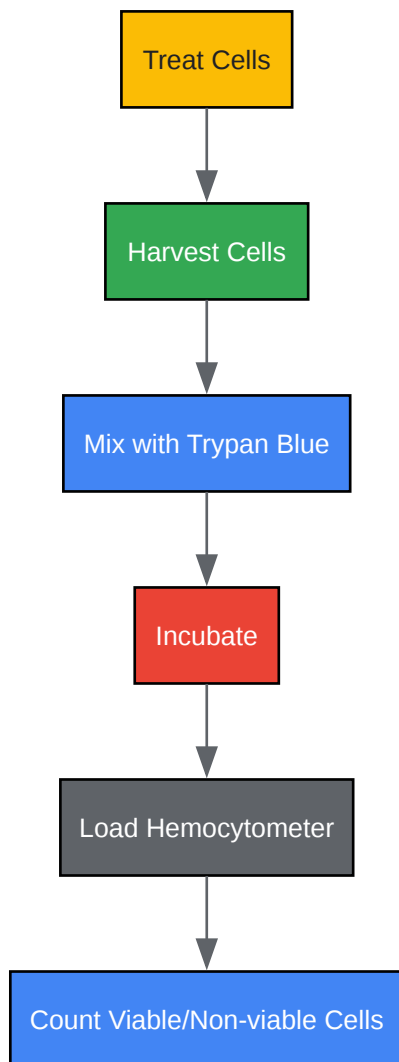 Treat Cells
Harvest Cells
Mix with Trypan Blue
Incubate
Load Hemocytometer
Count Viable/Non-viable Cells